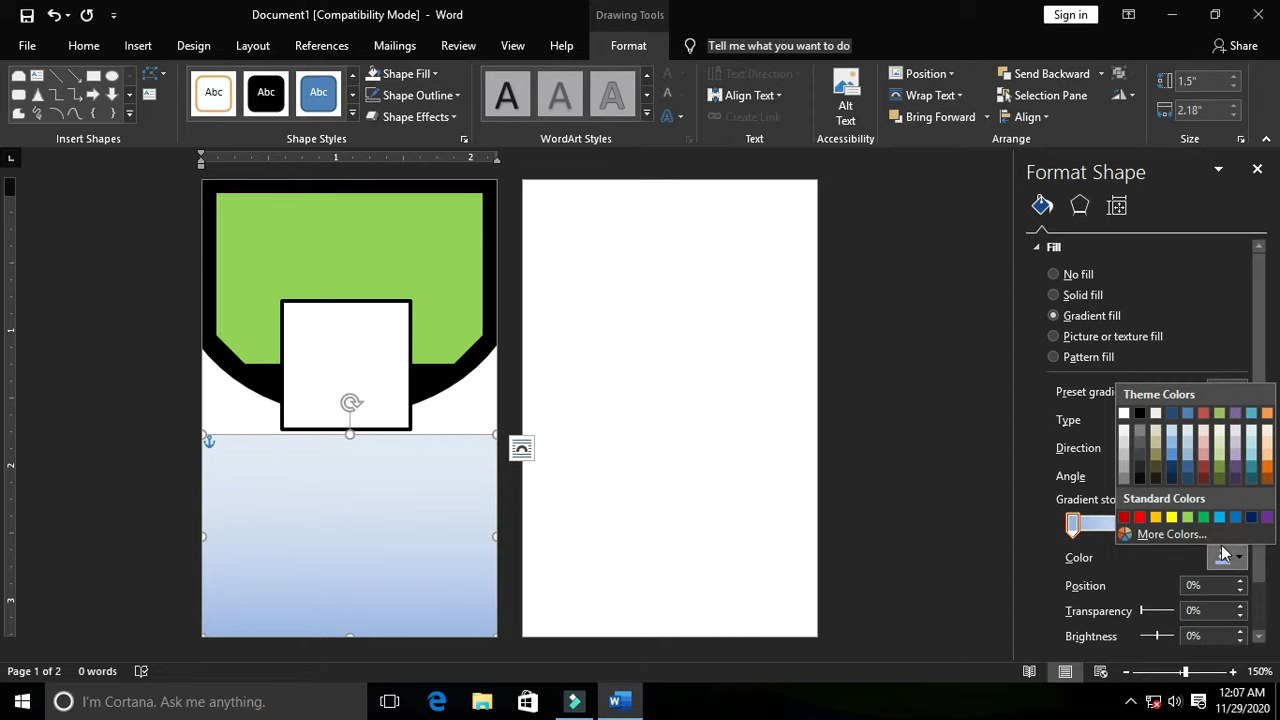 Document1 [Compatibility Mode] - Word
Drawing Tools
Sign in
File Home Insert Design Layout References Mailings Review View Help Format Tell me what you want to do Share
Abc Abc Abc
Shape Fill
Shape Outline
Shape Effects
A A A
A
A
A
Text Direction
Align Text
Create Link
Alt
Text
Position
Wrap Text
Bring Forward
Send Backward
Selection Pane
Align
1.5"
2.18"
Insert Shapes Shape Styles WordArt Styles Text Accessibility Arrange Size
1 2
1
2
3
Format Shape
Fill
No fill
Solid fill
Gradient fill
Picture or texture fill
Pattern fill
Preset gradi
Type
Direction
Angle
Gradient sto
Theme Colors
Standard Colors
More Colors...
Color
Position 0%
Transparency 0%
Brightness 0%
Page 1 of 2 0 words 150%
I'm Cortana. Ask me anything.
12:07 AM
11/29/2020